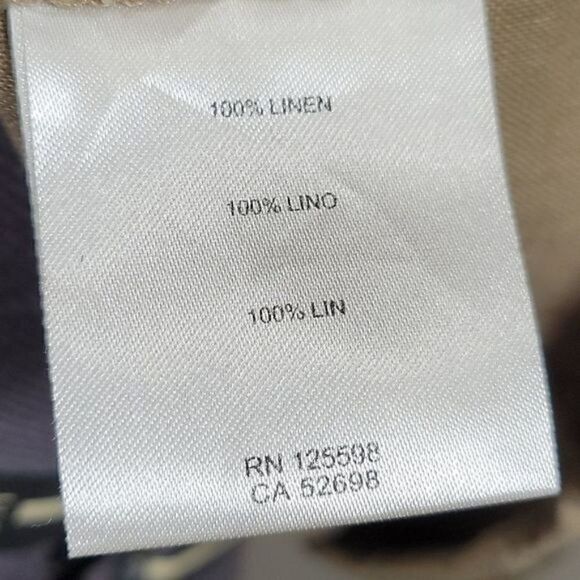 100% LINEN
100% LINO
100% LIN
RN 125598
CA 52698